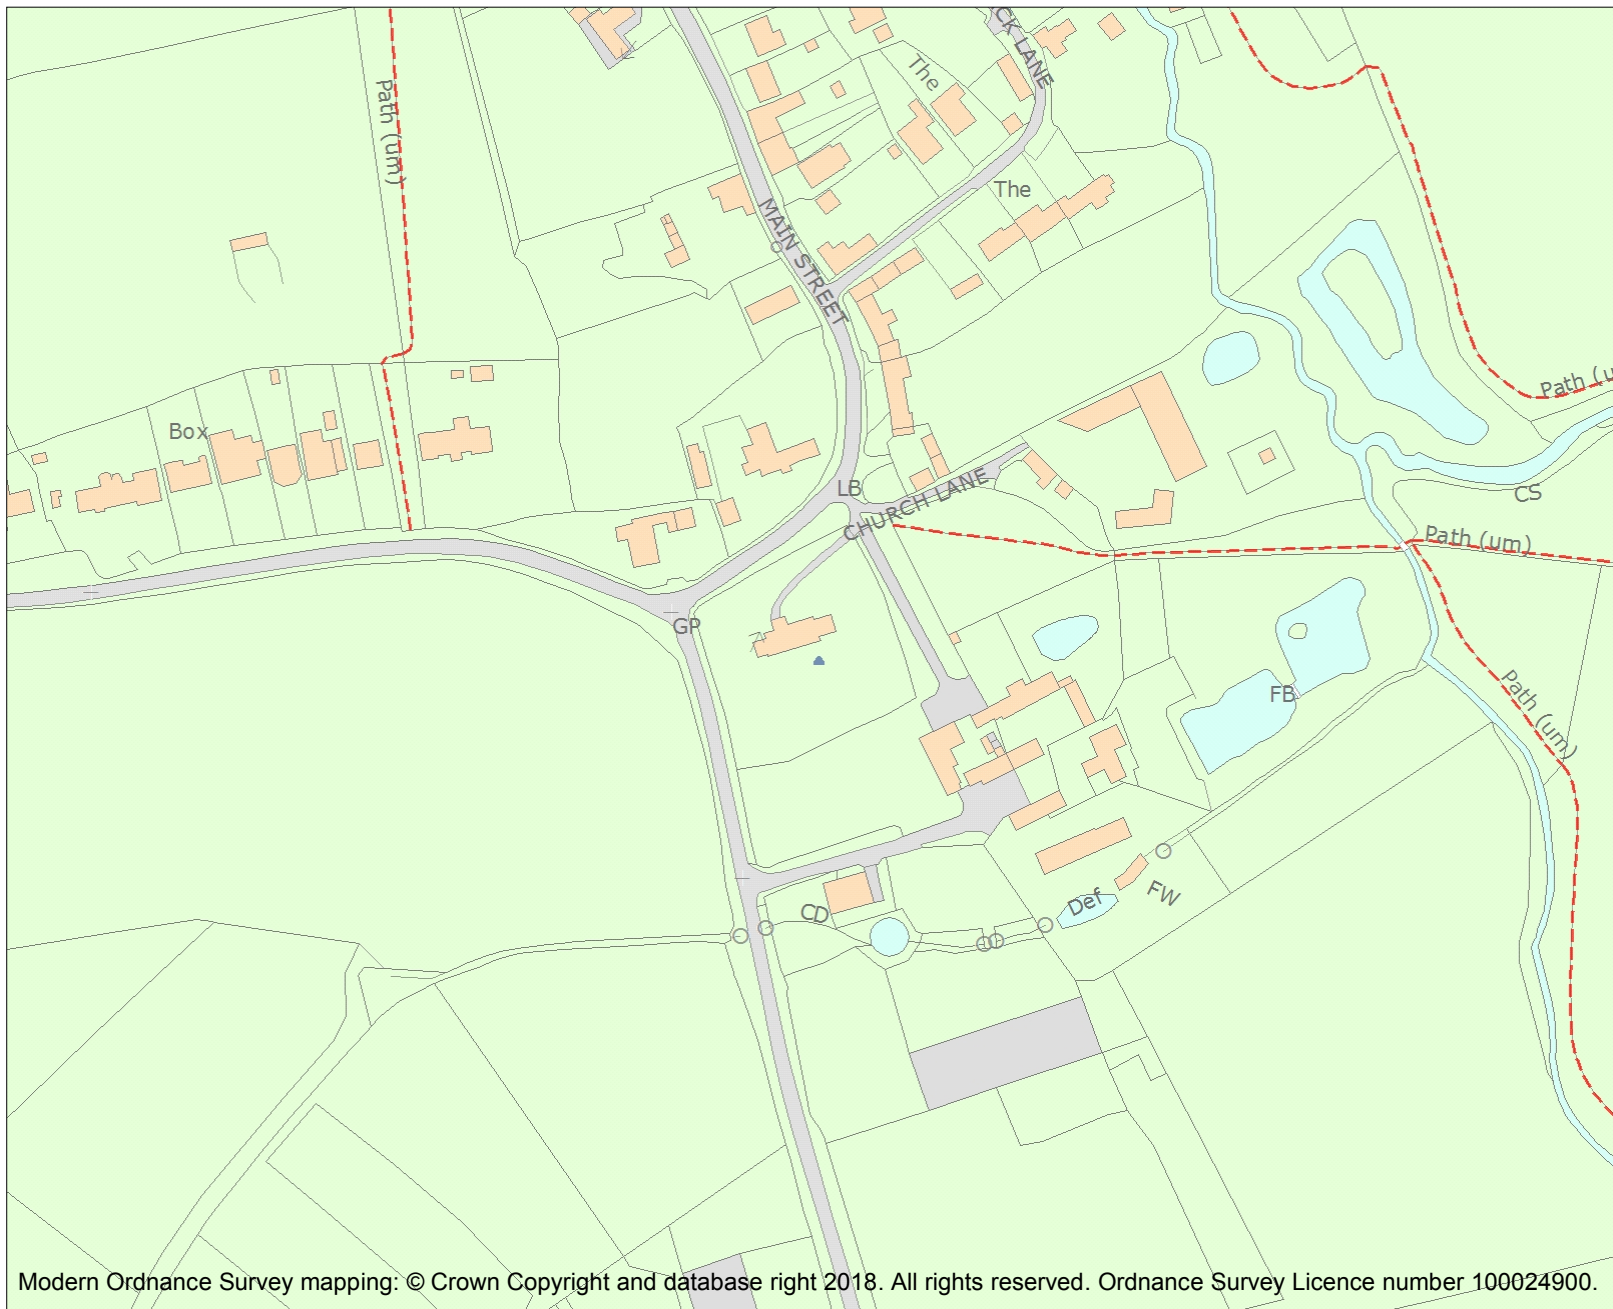 CK LANE
The
Path (um)
The
MAIN STREET
Path (u
Box
LB
CHURCH LANE
CS
Path (um)
GP
Path (um)
FB
Def
FW
CD
Modern Ordnance Survey mapping: © Crown Copyright and database right 2018. All rights reserved. Ordnance Survey Licence number 100024900.